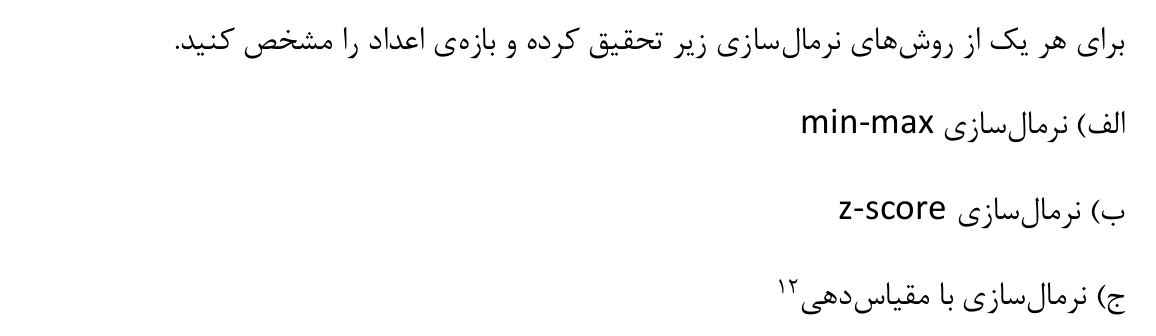 برای هر یک از روش‌های نرمال‌سازی زیر تحقیق کرده و بازه‌ی اعداد را مشخص کنید.
الف) نرمال‌سازی min-max
ب) نرمال‌سازی z-score
ج) نرمال‌سازی با مقیاس‌دهی۱۲